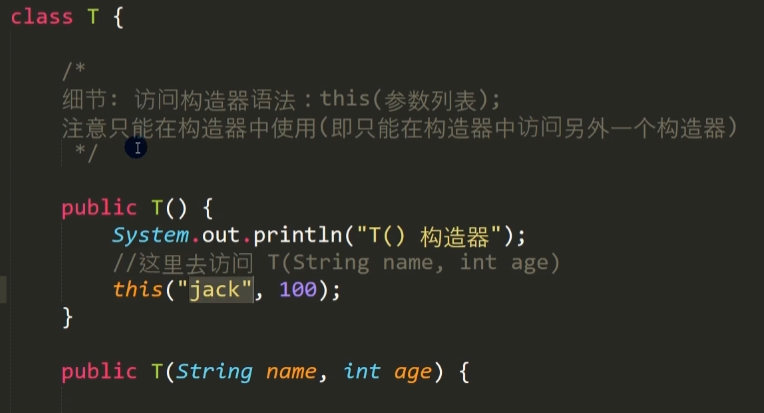 class T {
/*
细节: 访问构造器语法：this(参数列表);
注意只能在构造器中使用(即只能在构造器中访问另外一个构造器)
*/
public T() {
System.out.println("T() 构造器");
//这里去访问 T(String name, int age)
this("jack", 100);
}
public T(String name, int age) {